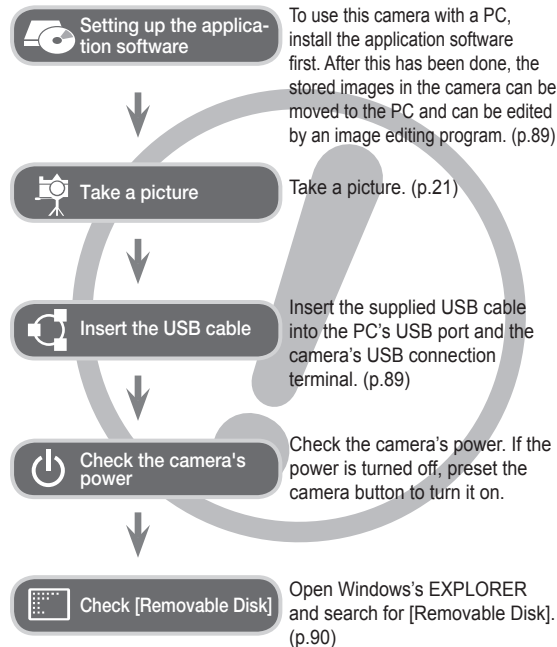 Setting up the applica-
tion software
To use this camera with a PC,
install the application software
first. After this has been done, the
stored images in the camera can be
moved to the PC and can be edited
by an image editing program. (p.89)
Take a picture
Take a picture. (p.21)
Insert the USB cable
Insert the supplied USB cable
into the PC's USB port and the
camera's USB connection
terminal. (p.89)
Check the camera's
power
Check the camera's power. If the
power is turned off, preset the
camera button to turn it on.
Check [Removable Disk]
Open Windows's EXPLORER
and search for [Removable Disk].
(p.90)